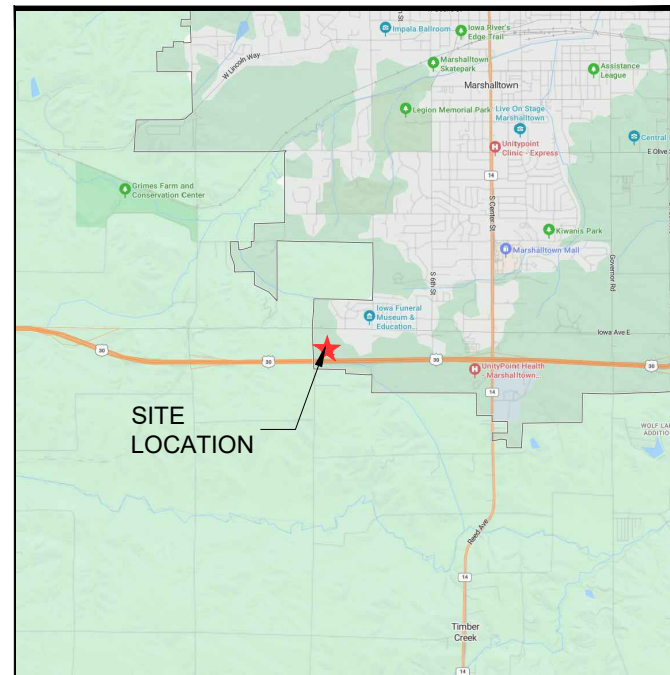 Impala Ballroom
Iowa River's
Edge Trail
W Lincoln Way
Marshalltown
Skatepark
Marshalltown
Assistance
League
Legion Memorial Park
Live On Stage
Marshalltown
Central
Unitypoint
Clinic - Express
E Olive
14
Grimes Farm and
Conservation Center
S Center St
Kiwanis Park
Marshalltown Mall
S 6th St
Governor Rd
Iowa Funeral
Museum &
Education...
Iowa Ave E
30
30
30
30
UnityPoint Health
- Marshalltown...
14
SITE
LOCATION
WOLF LA
ADDITIO
Reed Ave
14
Timber
Creek
14